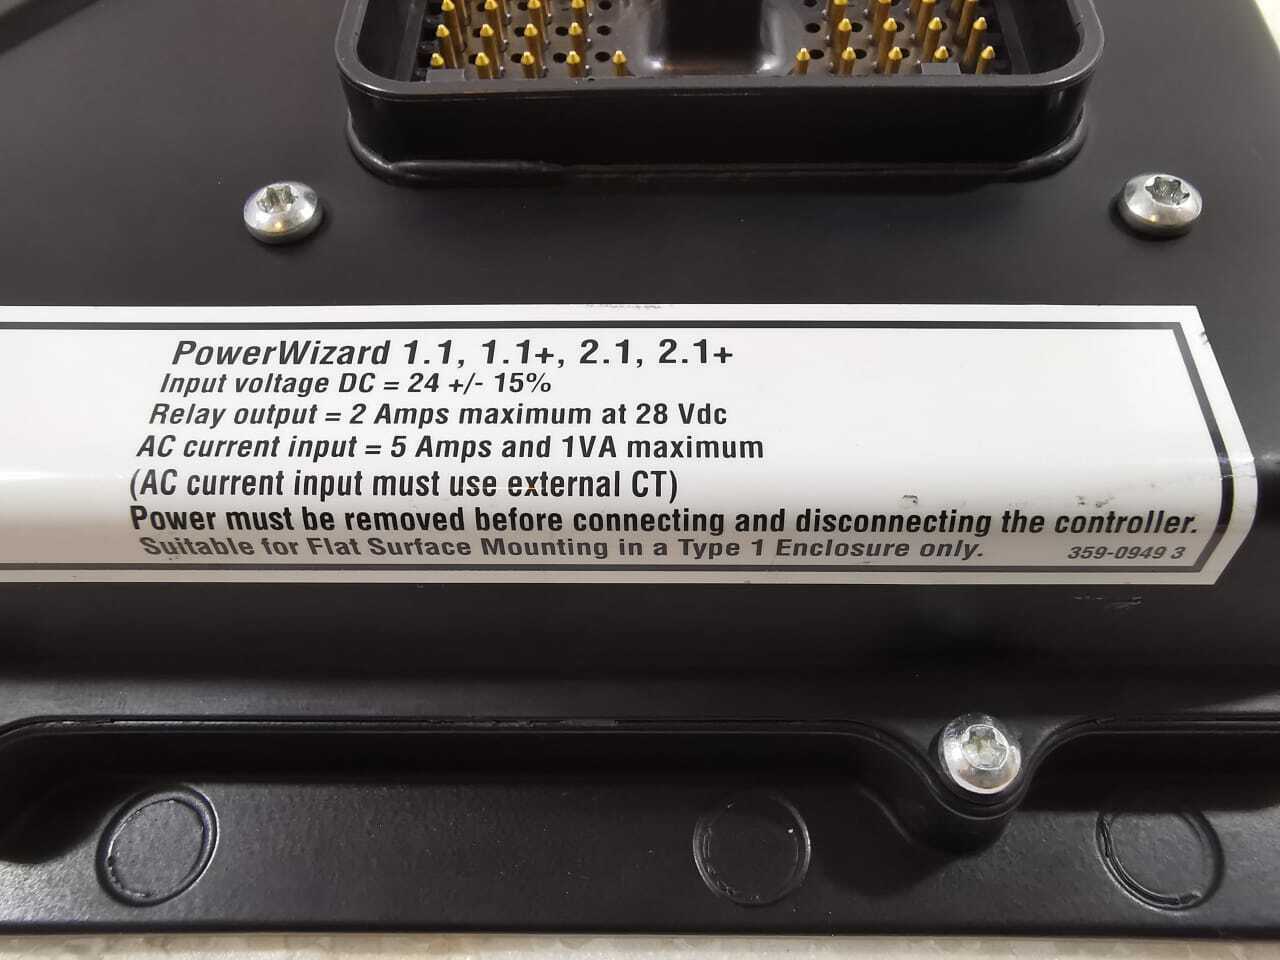 PowerWizard 1.1, 1.1+, 2.1, 2.1+
Input voltage DC = 24 +/- 15%
Relay output = 2 Amps maximum at 28 Vdc
AC current input = 5 Amps and 1VA maximum
(AC current input must use external CT)
Power must be removed before connecting and disconnecting the controller.
Suitable for Flat Surface Mounting in a Type 1 Enclosure only. 359-0949 3